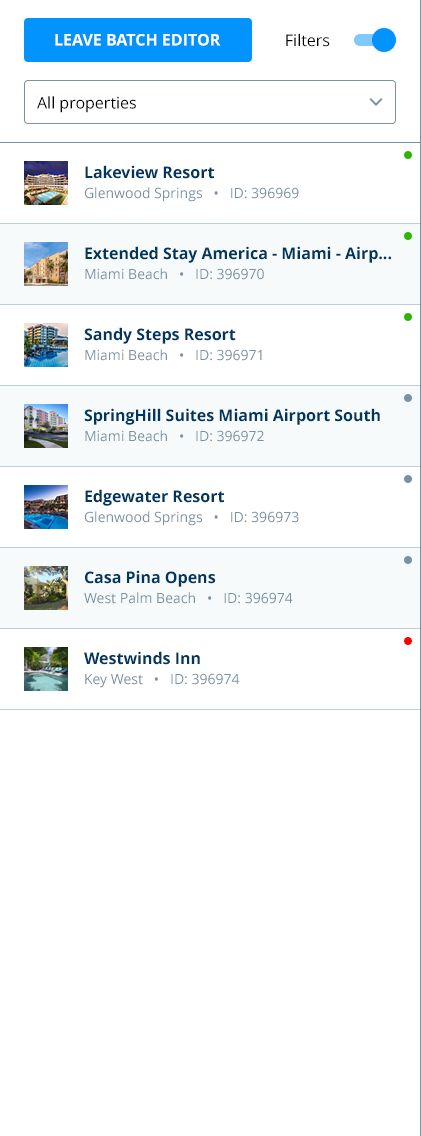 LEAVE BATCH EDITOR
Filters
All properties
Lakeview Resort
Glenwood Springs • ID: 396969
Extended Stay America - Miami - Airp...
Miami Beach • ID: 396970
Sandy Steps Resort
Miami Beach • ID: 396971
SpringHill Suites Miami Airport South
Miami Beach • ID: 396972
Edgewater Resort
Glenwood Springs • ID: 396973
Casa Pina Opens
West Palm Beach • ID: 396974
Westwinds Inn
Key West • ID: 396974